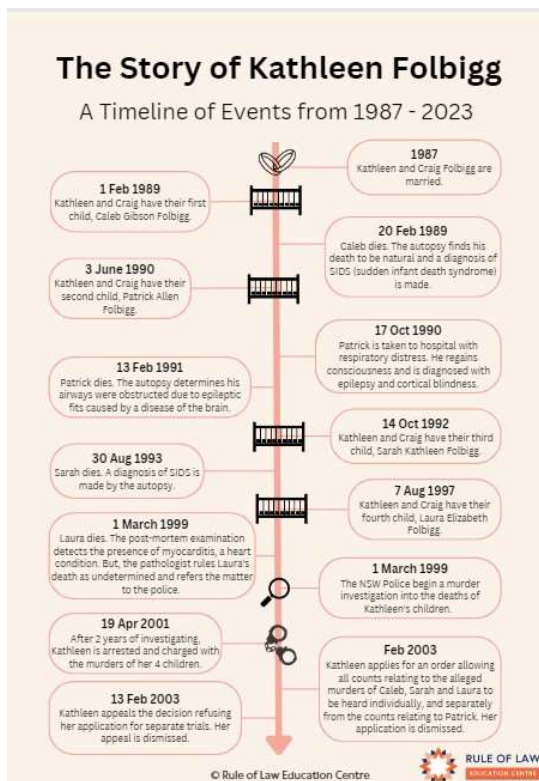 The Story of Kathleen Folbigg
A Timeline of Events from 1987 - 2023
1987
Kathleen and Craig Folbigg are
married.
1 Feb 1989
Kathleen and Craig have their first
child, Caleb Gibson Folbigg.
20 Feb 1989
Caleb dies. The autopsy finds his
death to be natural and a diagnosis of
SIDS (sudden infant death syndrome)
is made.
3 June 1990
Kathleen and Craig have their
second child, Patrick Allen
Folbigg.
17 Oct 1990
Patrick is taken to hospital with
respiratory distress. He regains
consciousness and is diagnosed with
epilepsy and cortical blindness.
13 Feb 1991
Patrick dies. The autopsy determines his
airways were obstructed due to epileptic
fits caused by a disease of the brain.
14 Oct 1992
Kathleen and Craig have their third
child, Sarah Kathleen Folbigg.
30 Aug 1993
Sarah dies. A diagnosis of SIDS is
made by the autopsy.
7 Aug 1997
Kathleen and Craig have their
fourth child, Laura Elizabeth
Folbigg.
1 March 1999
Laura dies. The post-mortem examination
detects the presence of myocarditis, a heart
condition. But, the pathologist rules Laura's
death as undetermined and refers the matter
to the police.
1 March 1999
The NSW Police begin a murder
investigation into the deaths of
Kathleen's children.
19 Apr 2001
After 2 years of investigating,
Kathleen is arrested and charged with
the murders of her 4 children.
Feb 2003
Kathleen applies for an order allowing
all counts relating to the alleged
murders of Caleb, Sarah and Laura to
be heard individually, and separately
from the counts relating to Patrick. Her
application is dismissed.
13 Feb 2003
Kathleen appeals the decision refusing
her application for separate trials. Her
appeal is dismissed.
© Rule of Law Education Centre
RULE OF LAW
EDUCATION CENTRE